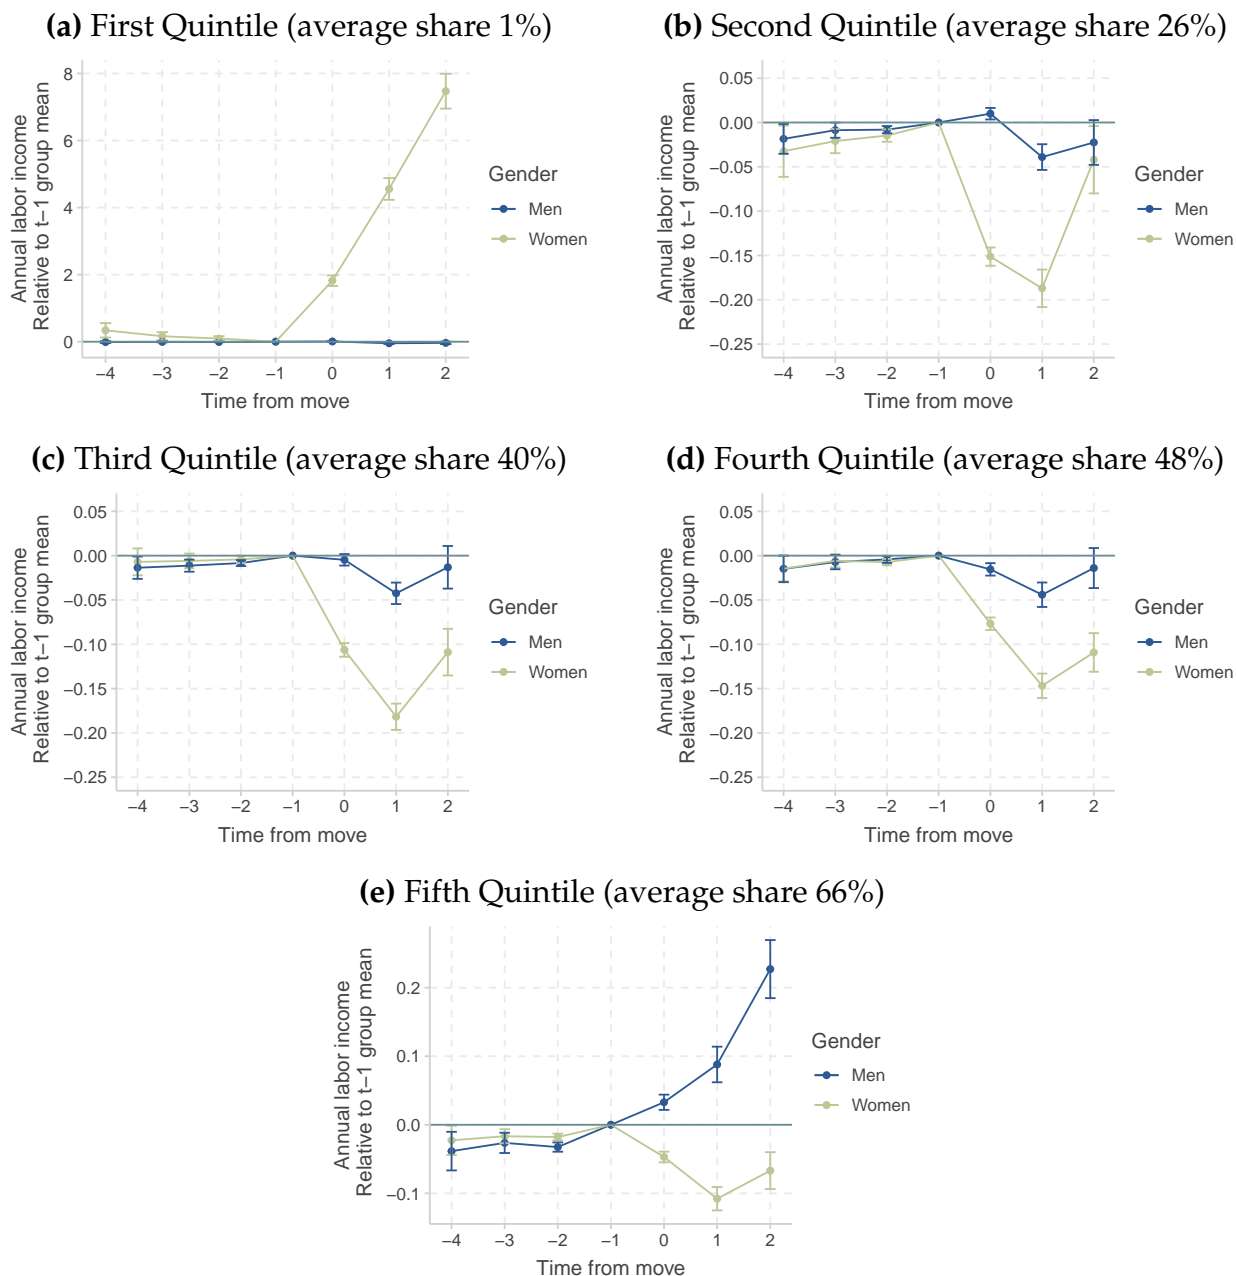 (a) First Quintile (average share 1%)
Annual labor income
Relative to t−1 group mean
8
6
4
2
0
−4 −3 −2 −1 0 1 2
Time from move
Gender
Men
Women
(b) Second Quintile (average share 26%)
Annual labor income
Relative to t−1 group mean
0.05
0.00
−0.05
−0.10
−0.15
−0.20
−0.25
−4 −3 −2 −1 0 1 2
Time from move
Gender
Men
Women
(c) Third Quintile (average share 40%)
Annual labor income
Relative to t−1 group mean
0.05
0.00
−0.05
−0.10
−0.15
−0.20
−0.25
−4 −3 −2 −1 0 1 2
Time from move
Gender
Men
Women
(d) Fourth Quintile (average share 48%)
Annual labor income
Relative to t−1 group mean
0.05
0.00
−0.05
−0.10
−0.15
−0.20
−0.25
−4 −3 −2 −1 0 1 2
Time from move
Gender
Men
Women
(e) Fifth Quintile (average share 66%)
Annual labor income
Relative to t−1 group mean
0.2
0.1
0.0
−0.1
−4 −3 −2 −1 0 1 2
Time from move
Gender
Men
Women